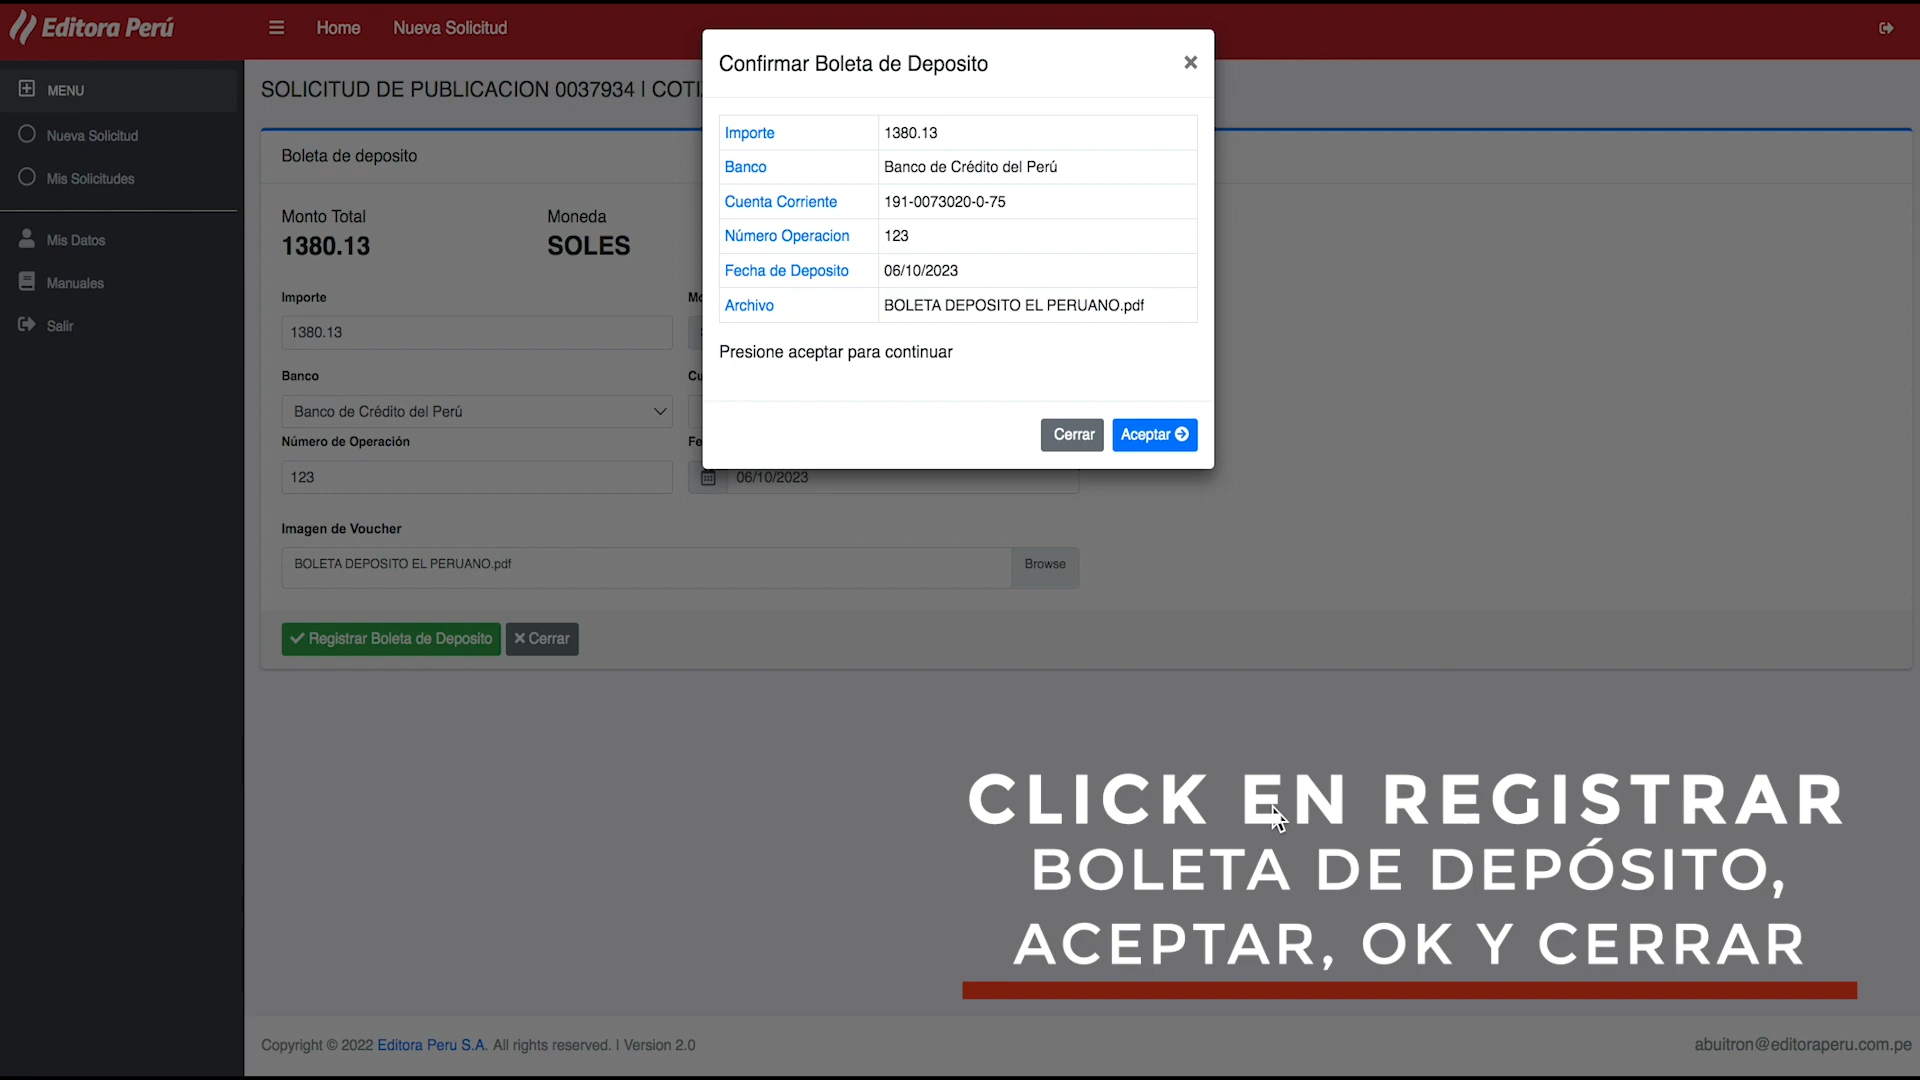 Editora Perú
Home
Nueva Solicitud
MENU
Nueva Solicitud
Mis Solicitudes
Mis Datos
Manuales
Salir
SOLICITUD DE PUBLICACION 0037934 | COTI
Boleta de deposito
Monto Total
1380.13
Moneda
SOLES
Importe
1380.13
Banco
Banco de Crédito del Perú
Número de Operación
123
06/10/2023
Imagen de Voucher
BOLETA DEPOSITO EL PERUANO.pdf
Browse
Registrar Boleta de Deposito
Cerrar
Confirmar Boleta de Deposito
Importe 1380.13
Banco Banco de Crédito del Perú
Cuenta Corriente 191-0073020-0-75
Número Operacion 123
Fecha de Deposito 06/10/2023
Archivo BOLETA DEPOSITO EL PERUANO.pdf
Presione aceptar para continuar
Cerrar
Aceptar
CLICK EN REGISTRAR
BOLETA DE DEPÓSITO,
ACEPTAR, OK Y CERRAR
Copyright © 2022 Editora Peru S.A. All rights reserved. | Version 2.0
abuitron@editoraperu.com.pe